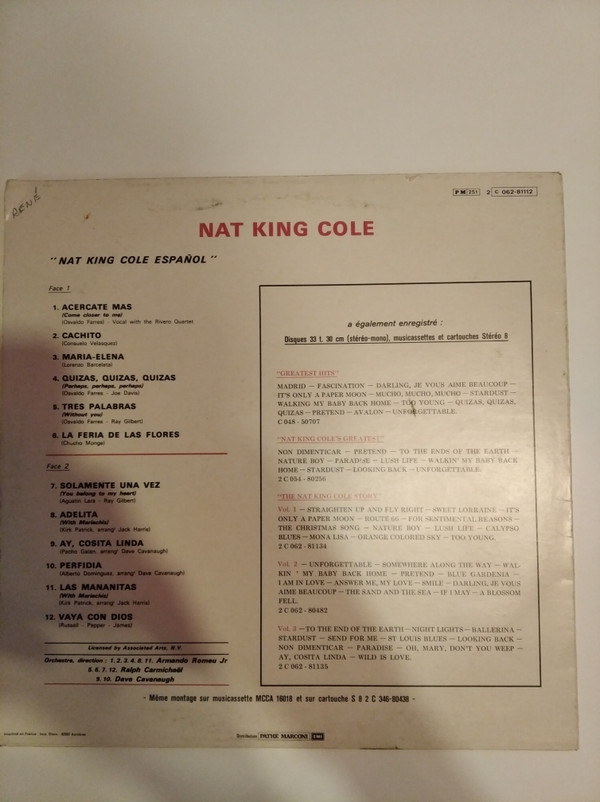 RENÉ
PM 251 2 C 062-81112
NAT KING COLE
"NAT KING COLE ESPAÑOL"
Face 1
1. ACERCATE MAS
(Come closer to me)
(Osvaldo Farres) - Vocal with the Rivero Quartet
2. CACHITO
(Consuelo Velasquez)
3. MARIA-ELENA
(Lorenzo Barcelata)
4. QUIZAS, QUIZAS, QUIZAS
(Perhaps, perhaps, perhaps)
(Osvaldo Farres - Joe Davis)
5. TRES PALABRAS
(Without you)
(Osvaldo Farres - Ray Gilbert)
6. LA FERIA DE LAS FLORES
(Chucho Monge)
Face 2
7. SOLAMENTE UNA VEZ
(You belong to my heart)
(Agustin Lara - Ray Gilbert)
8. ADELITA
(With Mariachis)
(Kirk Patrick, arrangt Jack Harris)
9. AY, COSITA LINDA
(Pacho Galan, arrangt Dave Cavanaugh)
10. PERFIDIA
(Alberto Dominguez, arrangt Dave Cavanaugh)
11. LAS MANANITAS
(With Mariachis)
(Kirk Patrick, arrangt Jack Harris)
12. VAYA CON DIOS
(Russell - Pepper - James)
Licensed by Associated Arts, N.V.
Orchestre, direction : 1. 2. 3. 4. 8. 11. Armando Romeu Jr
5. 6. 7. 12. Ralph Carmichaël
9. 10. Dave Cavanaugh
a également enregistré :
Disques 33 t. 30 cm (stéréo-mono), musicassettes et cartouches Stéréo 8
"GREATEST HITS"
MADRID – FASCINATION – DARLING, JE VOUS AIME BEAUCOUP –
IT'S ONLY A PAPER MOON – MUCHO, MUCHO, MUCHO – STARDUST –
WALKING MY BABY BACK HOME – TOO YOUNG – QUIZAS, QUIZAS,
QUIZAS – PRETEND – AVALON – UNFORGETTABLE.
C 048 - 50707
"NAT KING COLE'S GREATEST"
NON DIMENTICAR – PRETEND – TO THE ENDS OF THE EARTH –
NATURE BOY – PARADISE – LUSH LIFE – WALKIN' MY BABY BACK
HOME – STARDUST – LOOKING BACK – UNFORGETTABLE.
2 C 054 - 80256
"THE NAT KING COLE STORY"
Vol. 1 – STRAIGHTEN UP AND FLY RIGHT – SWEET LORRAINE – IT'S
ONLY A PAPER MOON – ROUTE 66 – FOR SENTIMENTAL REASONS –
THE CHRISTMAS SONG – NATURE BOY – LUSH LIFE – CALYPSO
BLUES – MONA LISA – ORANGE COLORED SKY – TOO YOUNG.
2 C 062 - 81134
Vol. 2 – UNFORGETTABLE – SOMEWHERE ALONG THE WAY – WAL-
KIN ' MY BABY BACK HOME – PRETEND – BLUE GARDENIA –
I AM IN LOVE – ANSWER ME, MY LOVE – SMILE – DARLING, JE VOUS
AIME BEAUCOUP – THE SAND AND THE SEA – IF I MAY – A BLOSSOM
FELL.
2 C 062 - 80482
Vol. 3 – TO THE END OF THE EARTH – NIGHT LIGHTS – BALLERINA –
STARDUST – SEND FOR ME – ST LOUIS BLUES – LOOKING BACK –
NON DIMENTICAR – PARADISE – OH, MARY, DON'T YOU WEEP –
AY, COSITA LINDA – WILD IS LOVE.
2 C 062 - 81135
- Même montage sur musicassette MCCA 16018 et sur cartouche S 8 2 C 346-80438 -
PATHE MARCONI EMI